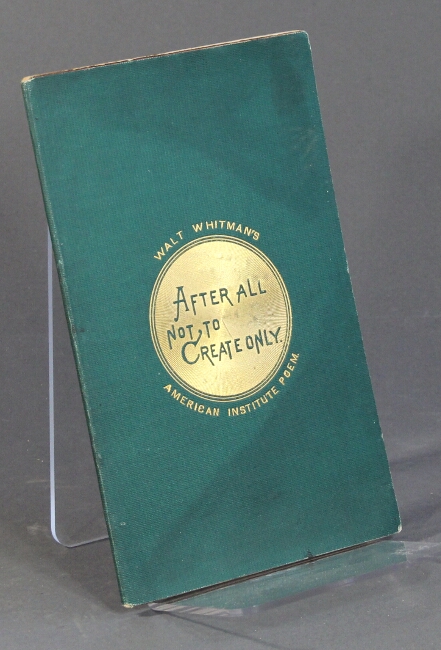 WALT WHITMAN'S
AFTER ALL
NOT TO
CREATE ONLY.
AMERICAN INSTITUTE POEM.